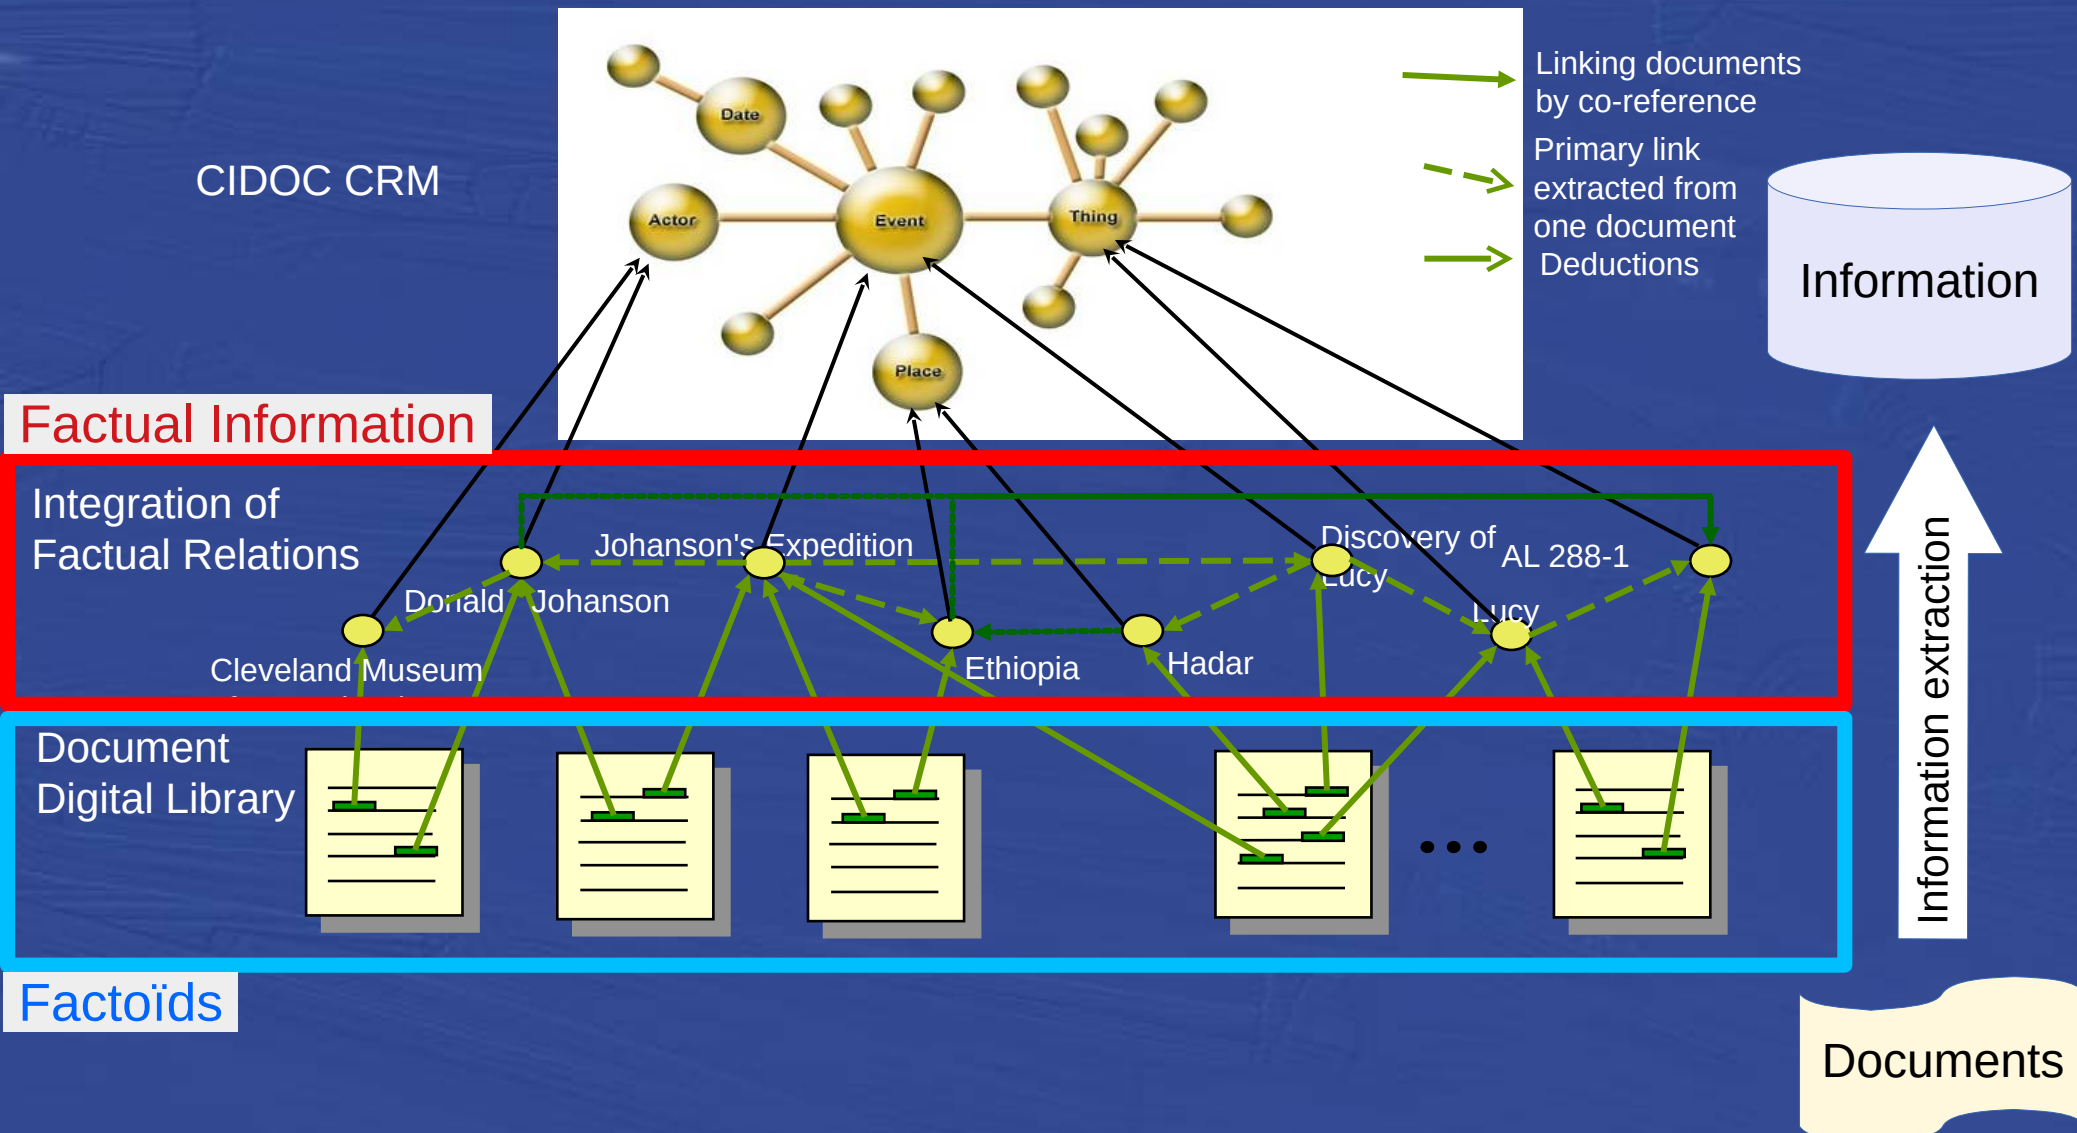 Linking documents
by co-reference
Primary link
extracted from
one document
Deductions
CIDOC CRM
Date
Actor
Event
Thing
Place
Information
Factual Information
Integration of
Factual Relations
Johanson's Expedition
Discovery of
Lucy
AL 288-1
Donald Johanson
Lucy
Cleveland Museum
Ethiopia
Hadar
Document
Digital Library
...
Information extraction
Factoïds
Documents